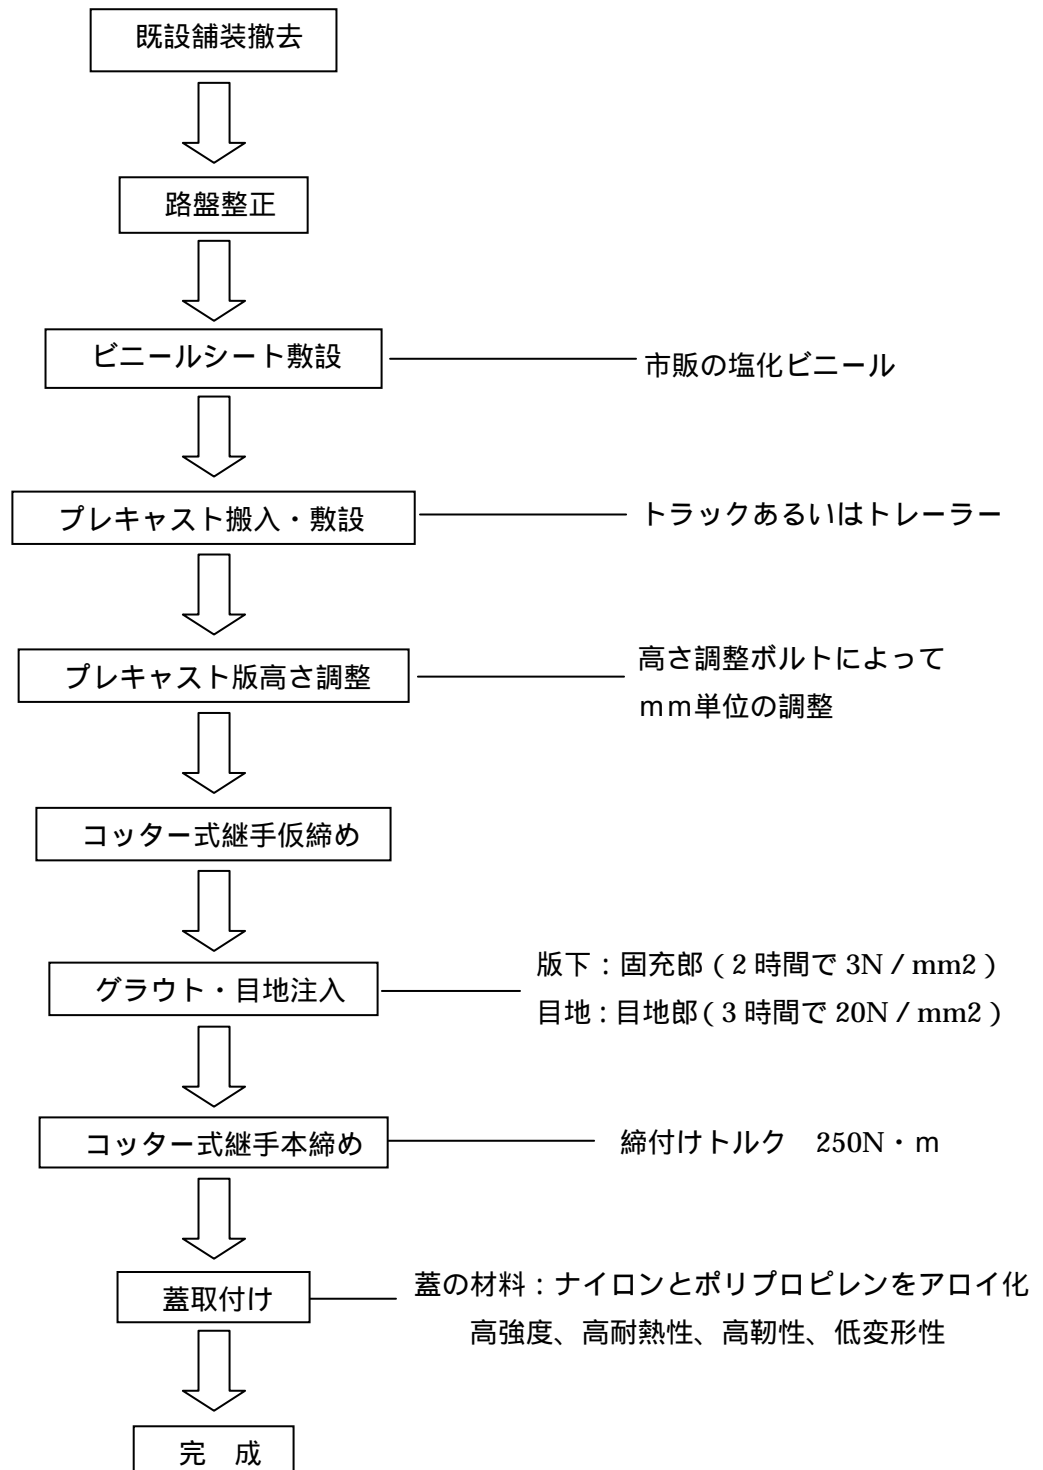 既設舗装撤去
路盤整正
ビニールシート敷設
市販の塩化ビニール
プレキャスト搬入・敷設
トラックあるいはトレーラー
プレキャスト版高さ調整
高さ調整ボルトによって
ｍｍ単位の調整
コッター式継手仮締め
グラウト・目地注入
版下：固充郎（2 時間で 3N／mm2）
目地：目地郎（3 時間で 20N／mm2）
コッター式継手本締め
締付けトルク　250N・ｍ
蓋取付け
蓋の材料：ナイロンとポリプロピレンをアロイ化
高強度、高耐熱性、高靭性、低変形性
完　成